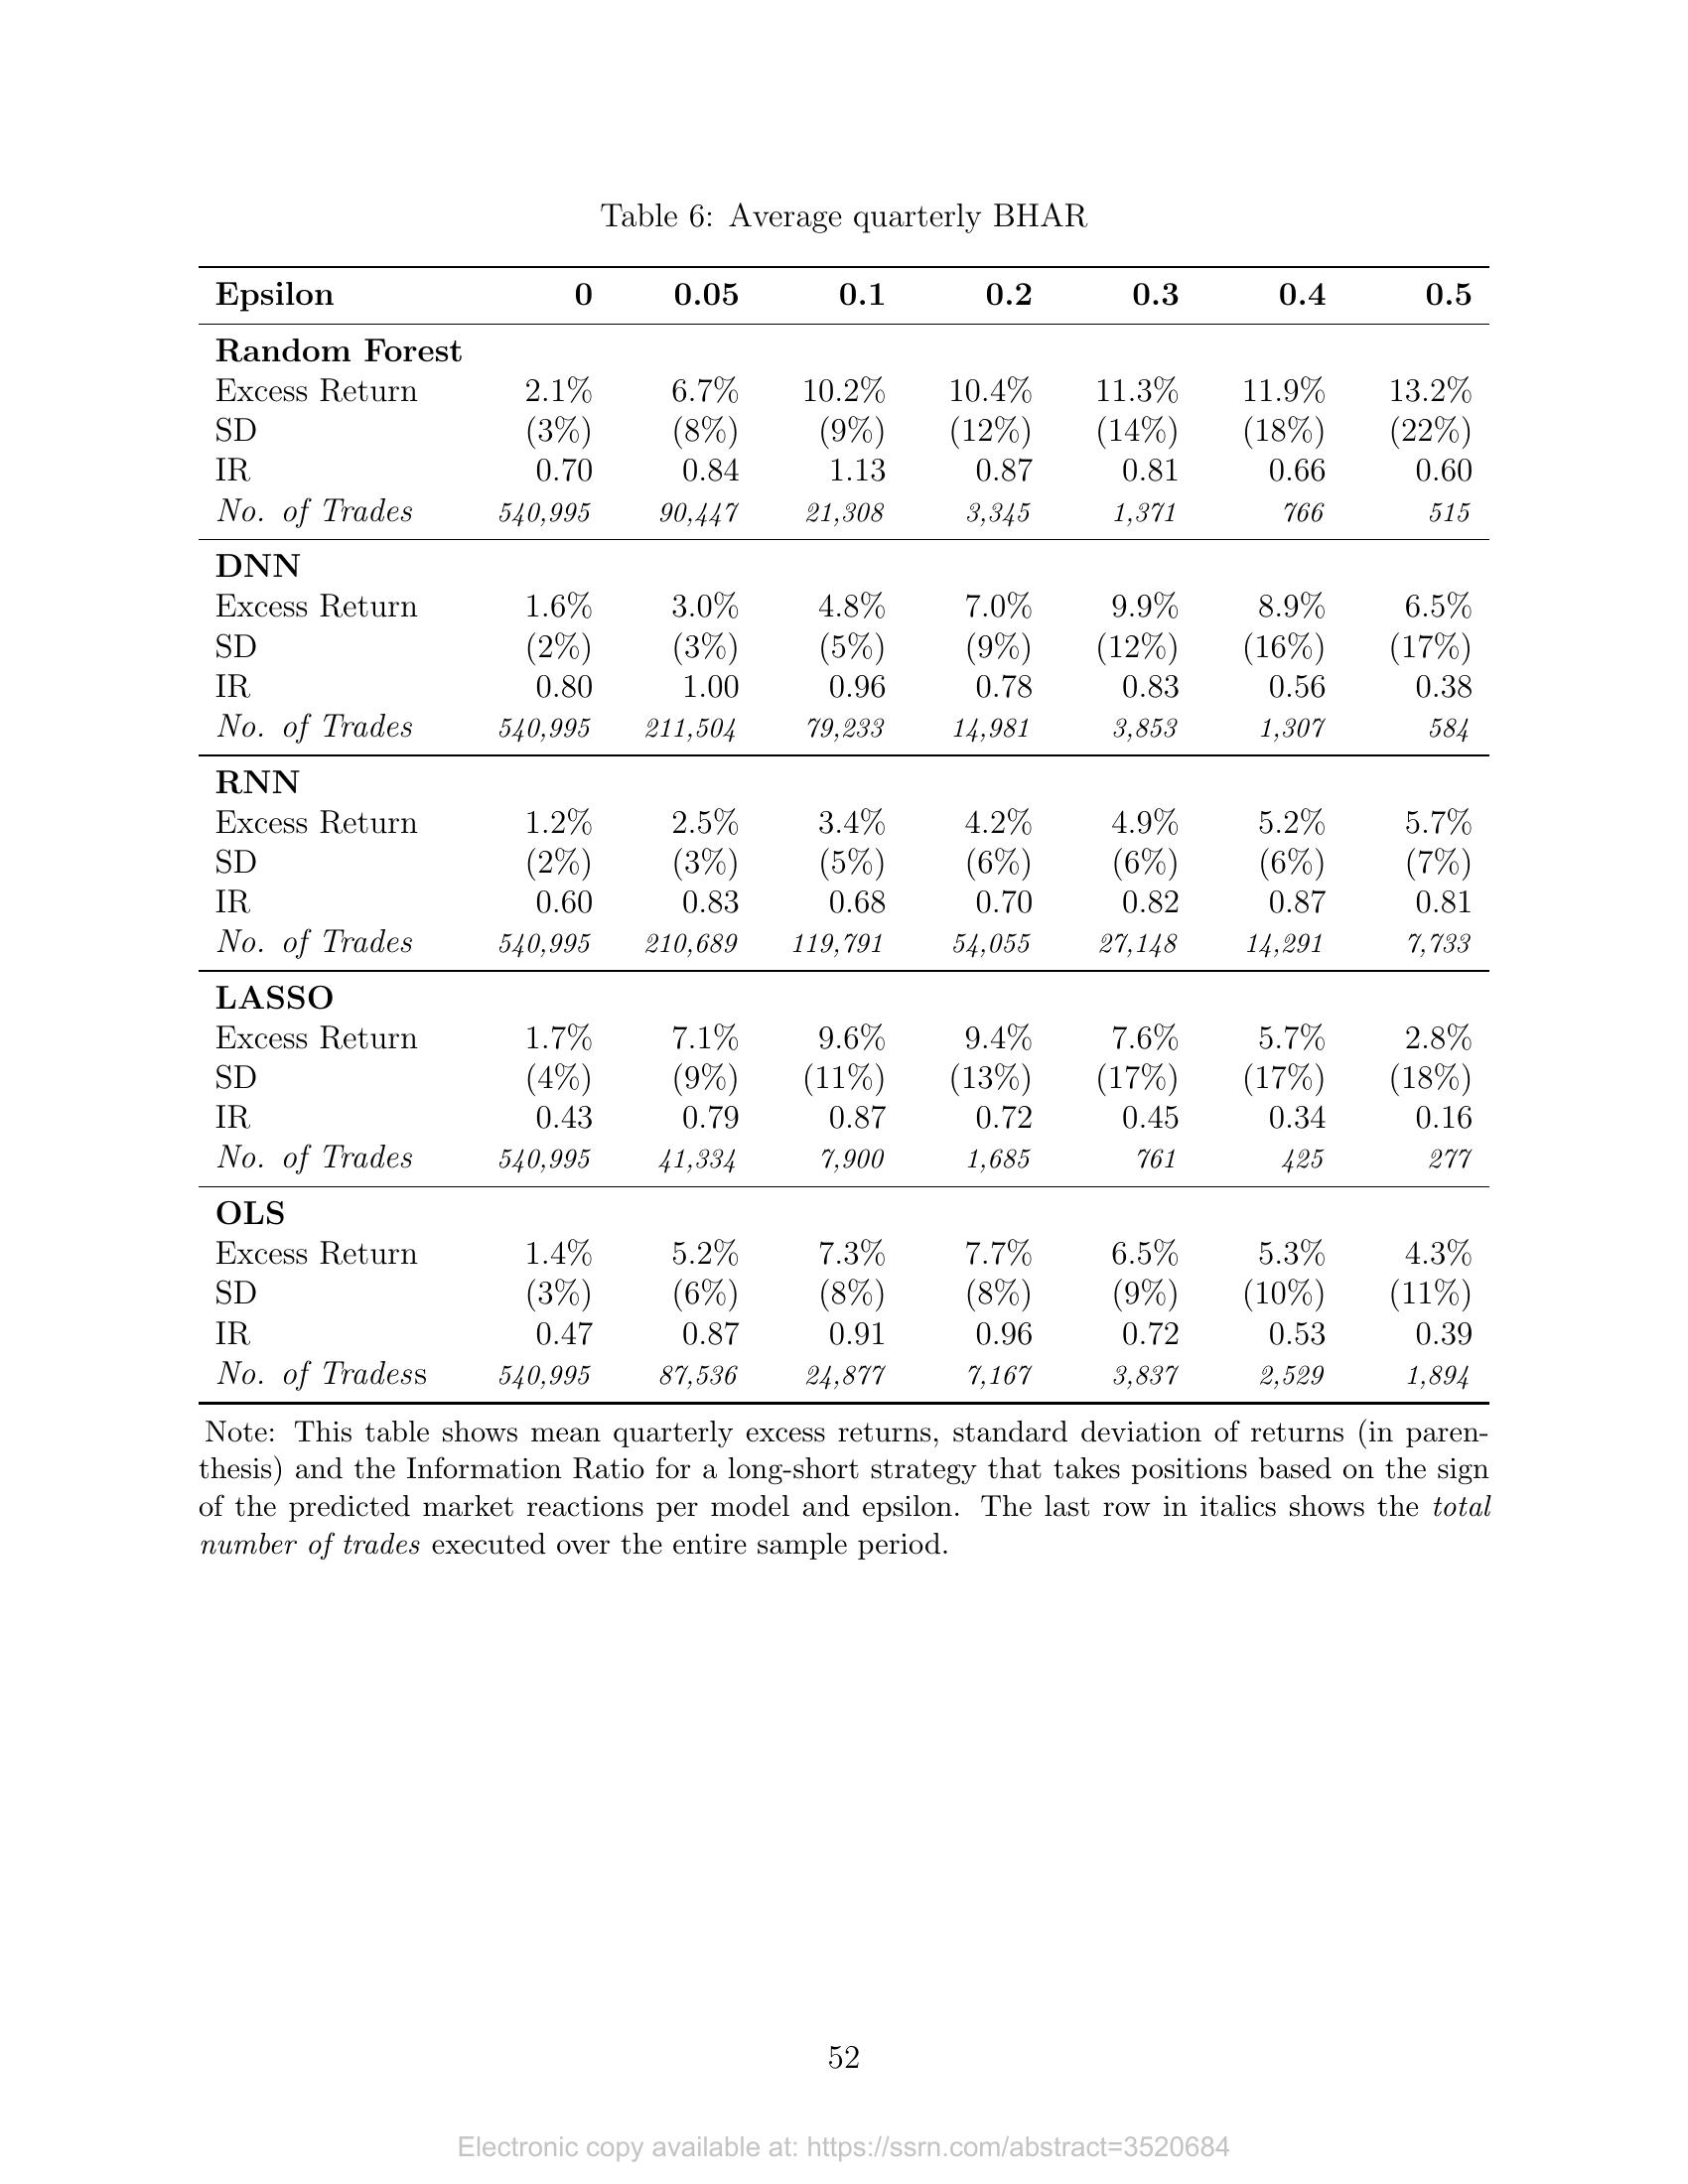 Table 6: Average quarterly BHAR
Epsilon 0 0.05 0.1 0.2 0.3 0.4 0.5
Random Forest
Excess Return 2.1% 6.7% 10.2% 10.4% 11.3% 11.9% 13.2%
SD (3%) (8%) (9%) (12%) (14%) (18%) (22%)
IR 0.70 0.84 1.13 0.87 0.81 0.66 0.60
No. of Trades 540,995 90,447 21,308 3,345 1,371 766 515
DNN
Excess Return 1.6% 3.0% 4.8% 7.0% 9.9% 8.9% 6.5%
SD (2%) (3%) (5%) (9%) (12%) (16%) (17%)
IR 0.80 1.00 0.96 0.78 0.83 0.56 0.38
No. of Trades 540,995 211,504 79,233 14,981 3,853 1,307 584
RNN
Excess Return 1.2% 2.5% 3.4% 4.2% 4.9% 5.2% 5.7%
SD (2%) (3%) (5%) (6%) (6%) (6%) (7%)
IR 0.60 0.83 0.68 0.70 0.82 0.87 0.81
No. of Trades 540,995 210,689 119,791 54,055 27,148 14,291 7,733
LASSO
Excess Return 1.7% 7.1% 9.6% 9.4% 7.6% 5.7% 2.8%
SD (4%) (9%) (11%) (13%) (17%) (17%) (18%)
IR 0.43 0.79 0.87 0.72 0.45 0.34 0.16
No. of Trades 540,995 41,334 7,900 1,685 761 425 277
OLS
Excess Return 1.4% 5.2% 7.3% 7.7% 6.5% 5.3% 4.3%
SD (3%) (6%) (8%) (8%) (9%) (10%) (11%)
IR 0.47 0.87 0.91 0.96 0.72 0.53 0.39
No. of Tradess 540,995 87,536 24,877 7,167 3,837 2,529 1,894
Note: This table shows mean quarterly excess returns, standard deviation of returns (in paren-
thesis) and the Information Ratio for a long-short strategy that takes positions based on the sign
of the predicted market reactions per model and epsilon. The last row in italics shows the total
number of trades executed over the entire sample period.
52
Electronic copy available at: https://ssrn.com/abstract=3520684